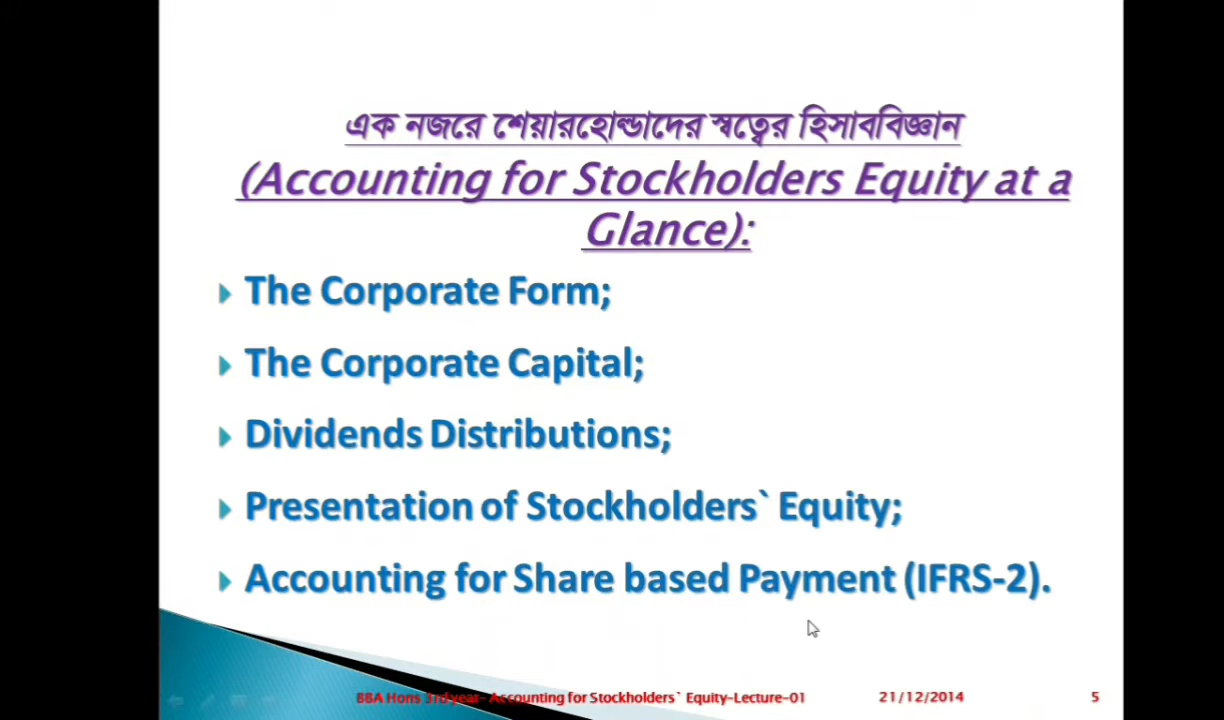 এক নজরে শেয়ারহোল্ডাদের স্বত্বের হিসাববিজ্ঞান
(Accounting for Stockholders Equity at a
Glance):
The Corporate Form;
The Corporate Capital;
Dividends Distributions;
Presentation of Stockholders` Equity;
Accounting for Share based Payment (IFRS-2).
BBA Hons 3rd year- Accounting for Stockholders` Equity-Lecture-01 21/12/2014 5